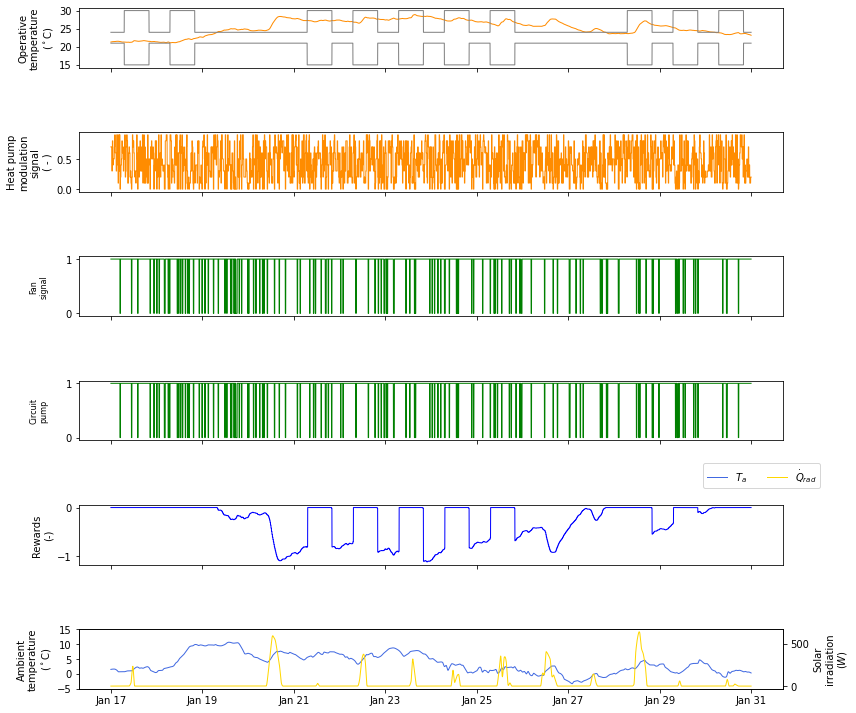 Operative
temperature
(°C)
30
25
20
15
Heat pump
modulation
signal
( - )
0.5
0.0
Fan
signal
1
0
Circuit
pump
1
0
T_a
Q̇_rad
Rewards
(-)
0
−1
Ambient
temperature
(°C)
15
10
5
0
−5
500
0
Solar
irradiation
(W)
Jan 17
Jan 19
Jan 21
Jan 23
Jan 25
Jan 27
Jan 29
Jan 31